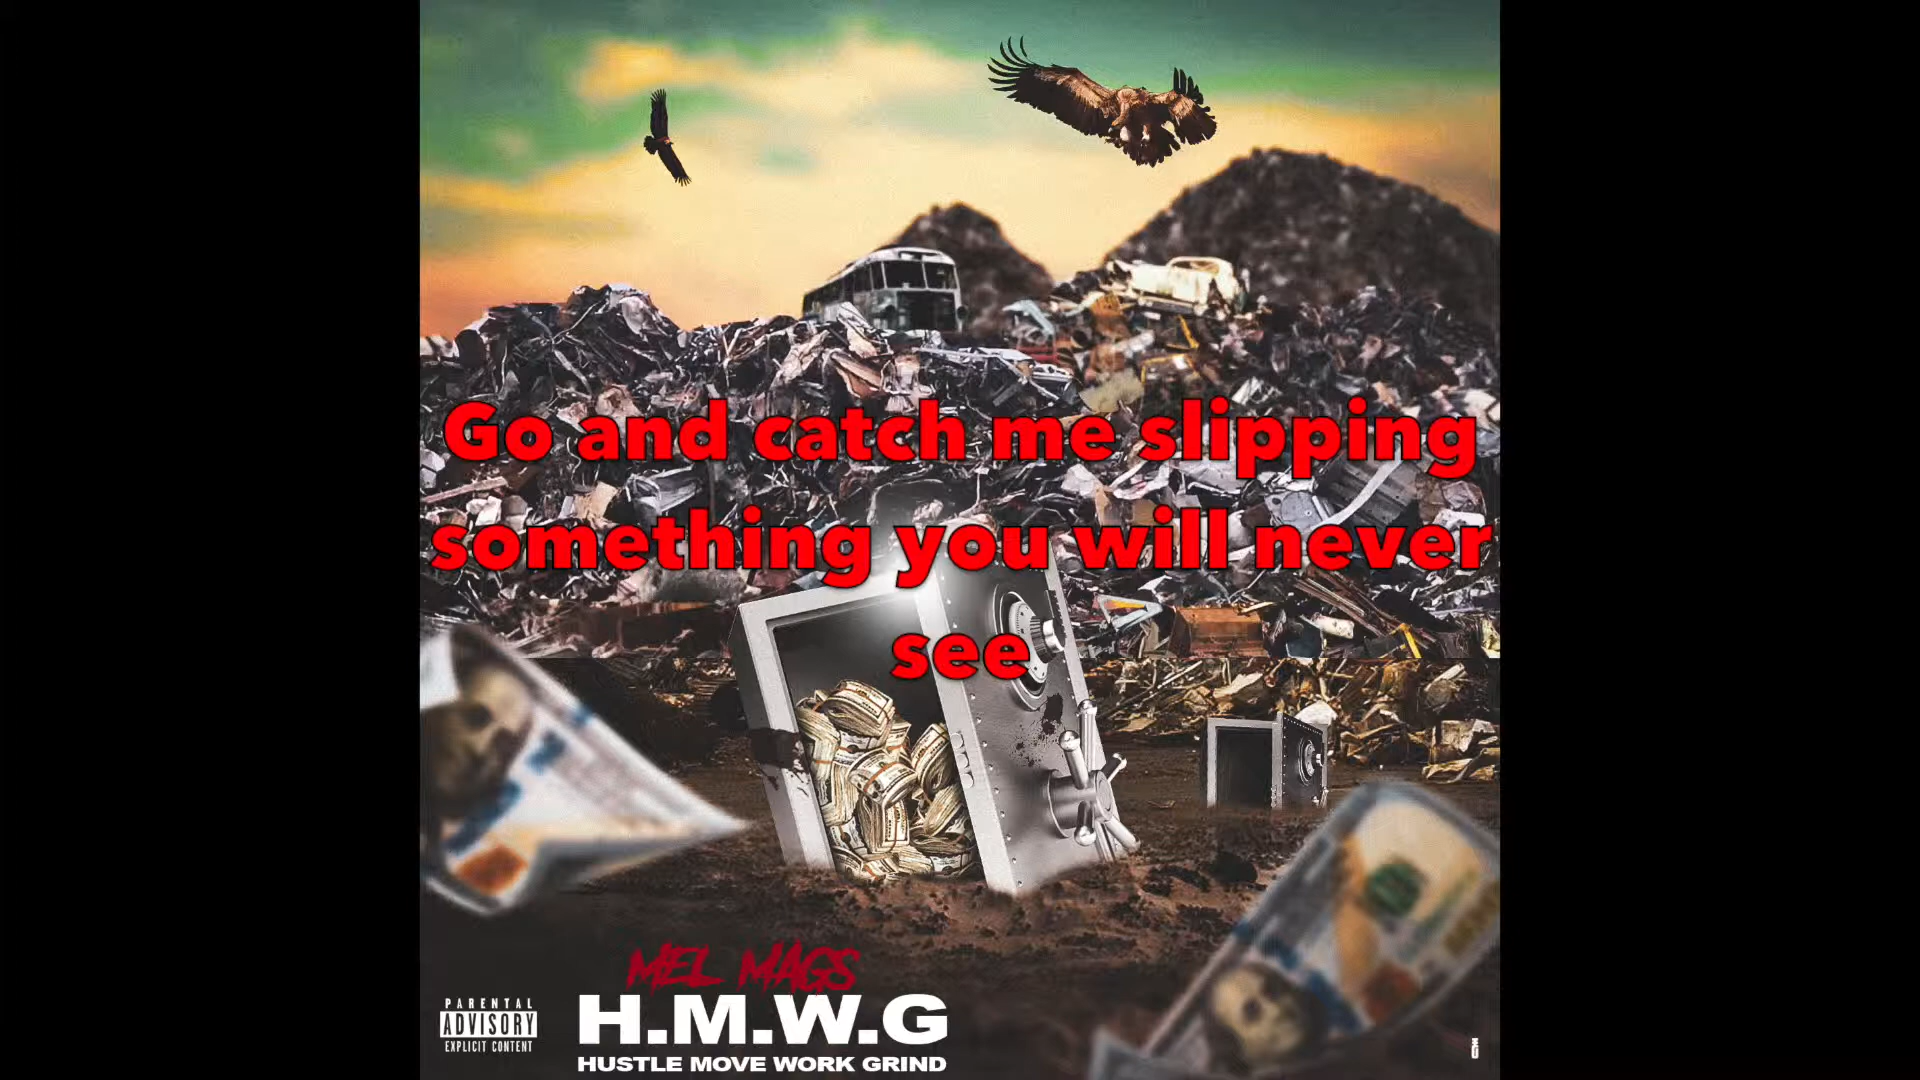 Go and catch me slipping
something you will never
see
MEL MAGS
PARENTAL
ADVISORY
EXPLICIT CONTENT
H.M.W.G
HUSTLE MOVE WORK GRIND